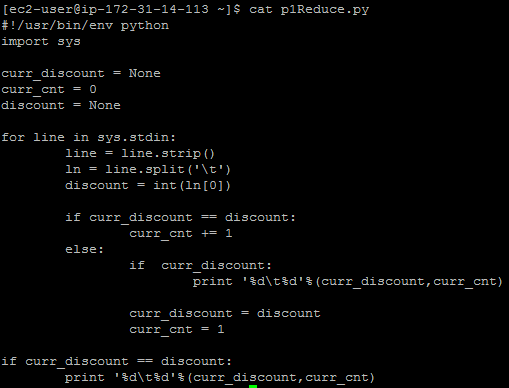 [ec2-user@ip-172-31-14-113 ~]$ cat p1Reduce.py
#!/usr/bin/env python
import sys

curr_discount = None
curr_cnt = 0
discount = None

for line in sys.stdin:
        line = line.strip()
        ln = line.split('\t')
        discount = int(ln[0])

        if curr_discount == discount:
                curr_cnt += 1
        else:
                if  curr_discount:
                        print '%d\t%d'%(curr_discount,curr_cnt)

                curr_discount = discount
                curr_cnt = 1

if curr_discount == discount:
        print '%d\t%d'%(curr_discount,curr_cnt)